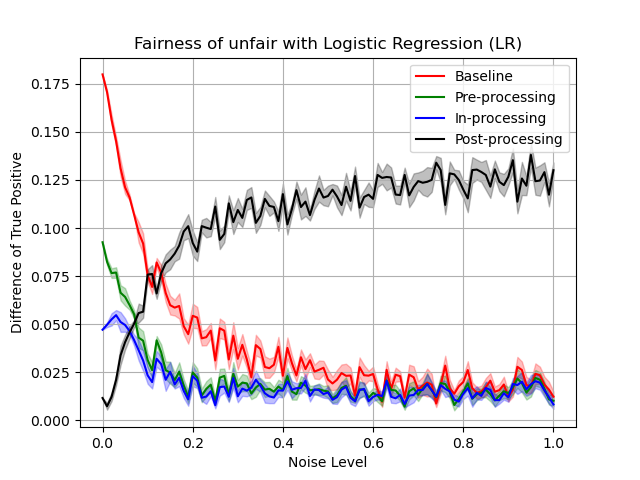 Fairness of unfair with Logistic Regression (LR)
Baseline
Pre-processing
In-processing
Post-processing
Difference of True Positive
0.175
0.150
0.125
0.100
0.075
0.050
0.025
0.000
0.0 0.2 0.4 0.6 0.8 1.0
Noise Level